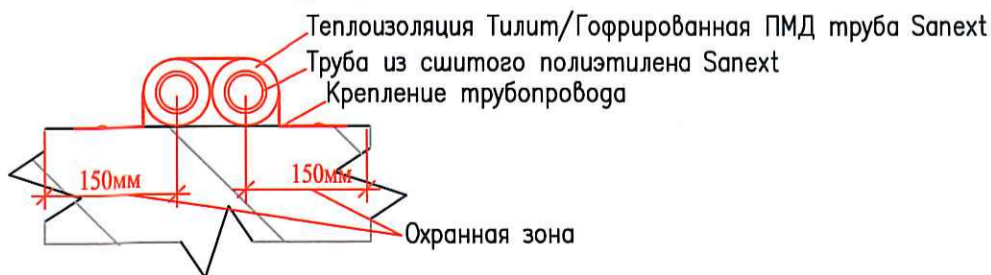 Теплоизоляция Тилит/Гофрированная ПМД труба Sanext
Труба из сшитого полиэтилена Sanext
Крепление трубопровода
150мм
150мм
Охранная зона